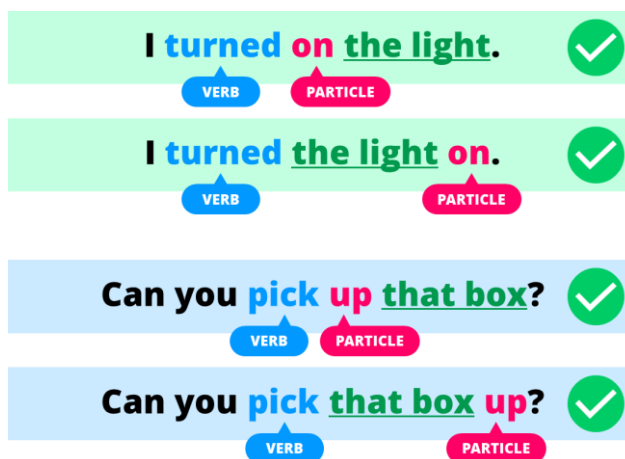 I turned on the light.
VERB PARTICLE
I turned the light on.
VERB PARTICLE
Can you pick up that box?
VERB PARTICLE
Can you pick that box up?
VERB PARTICLE